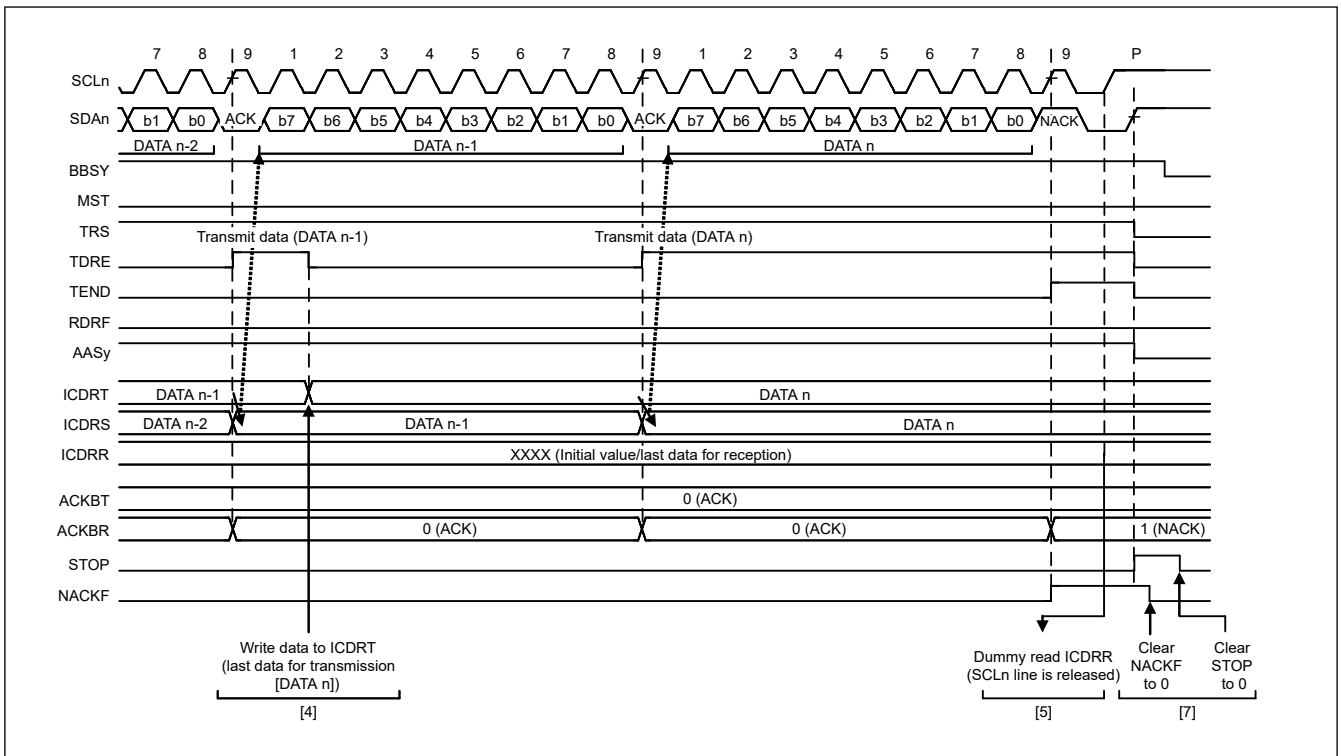 7 8 9 1 2 3 4 5 6 7 8 9 1 2 3 4 5 6 7 8 9 P
SCLn
SDAn b1 b0 ACK b7 b6 b5 b4 b3 b2 b1 b0 ACK b7 b6 b5 b4 b3 b2 b1 b0 NACK
DATA n-2 DATA n-1 DATA n
BBSY
MST
TRS
Transmit data (DATA n-1) Transmit data (DATA n)
TDRE
TEND
RDRF
AASy
ICDRT DATA n-1 DATA n
ICDRS DATA n-2 DATA n-1 DATA n
ICDRR XXXX (Initial value/last data for reception)
ACKBT 0 (ACK)
ACKBR 0 (ACK) 0 (ACK) 1 (NACK)
STOP
NACKF
Write data to ICDRT
(last data for transmission
[DATA n])
[4]
Dummy read ICDRR
(SCLn line is released)
[5]
Clear
NACKF
to 0
Clear
STOP
to 0
[7]